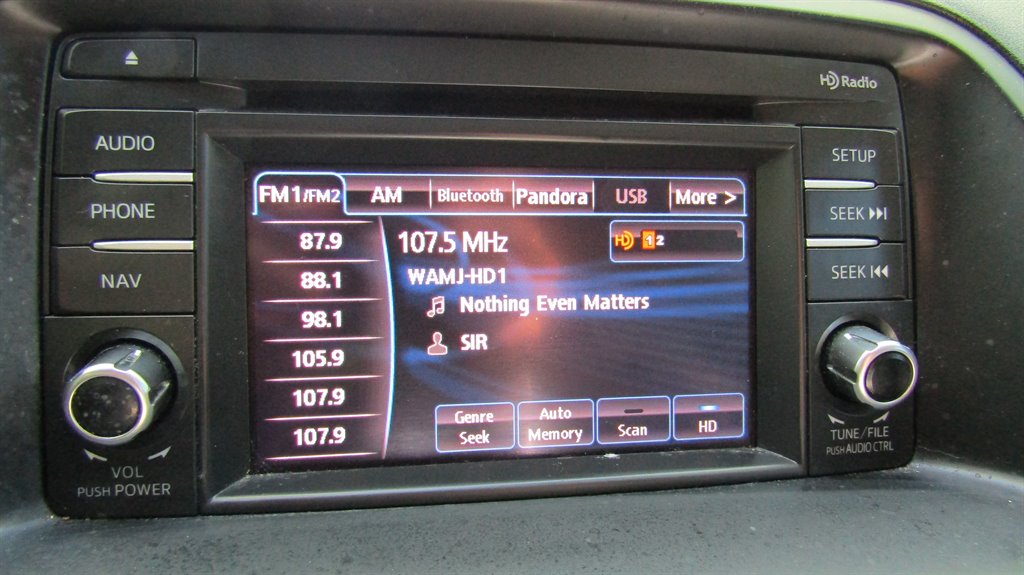 HD Radio
AUDIO
PHONE
NAV
VOL
PUSH POWER
FM1/FM2 AM Bluetooth Pandora USB More >
87.9
88.1
98.1
105.9
107.9
107.9
107.5 MHz
HD 1 2
WAMJ-HD1
Nothing Even Matters
SIR
Genre
Seek
Auto
Memory
Scan
HD
SETUP
SEEK
SEEK
TUNE/FILE
PUSH AUDIO CTRL